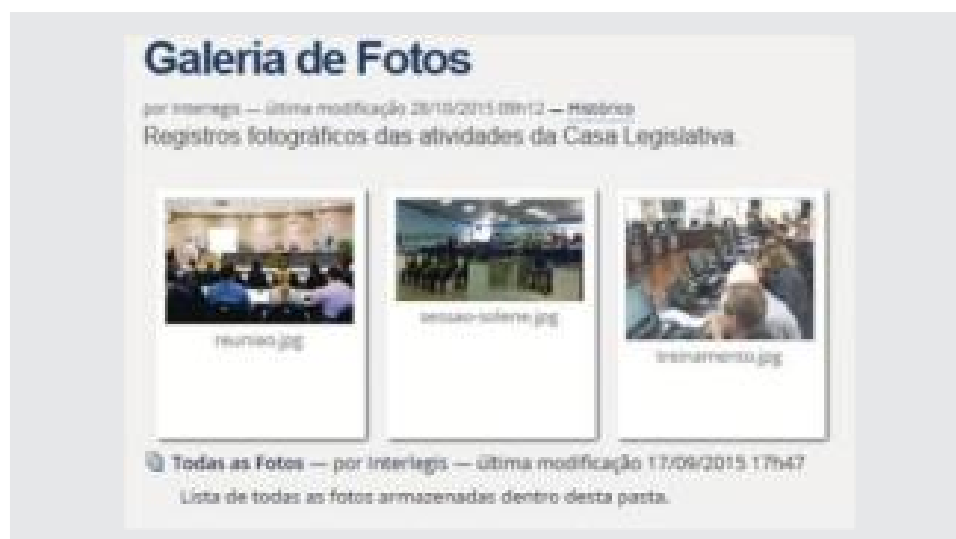 Galeria de Fotos
por Interlegis — última modificação 28/10/2015 09h12 — Histórico
Registros fotográficos das atividades da Casa Legislativa.
reuniao.jpg
sessao-solene.jpg
treinamento.jpg
Todas as Fotos — por Interlegis — última modificação 17/09/2015 17h47
Lista de todas as fotos armazenadas dentro desta pasta.